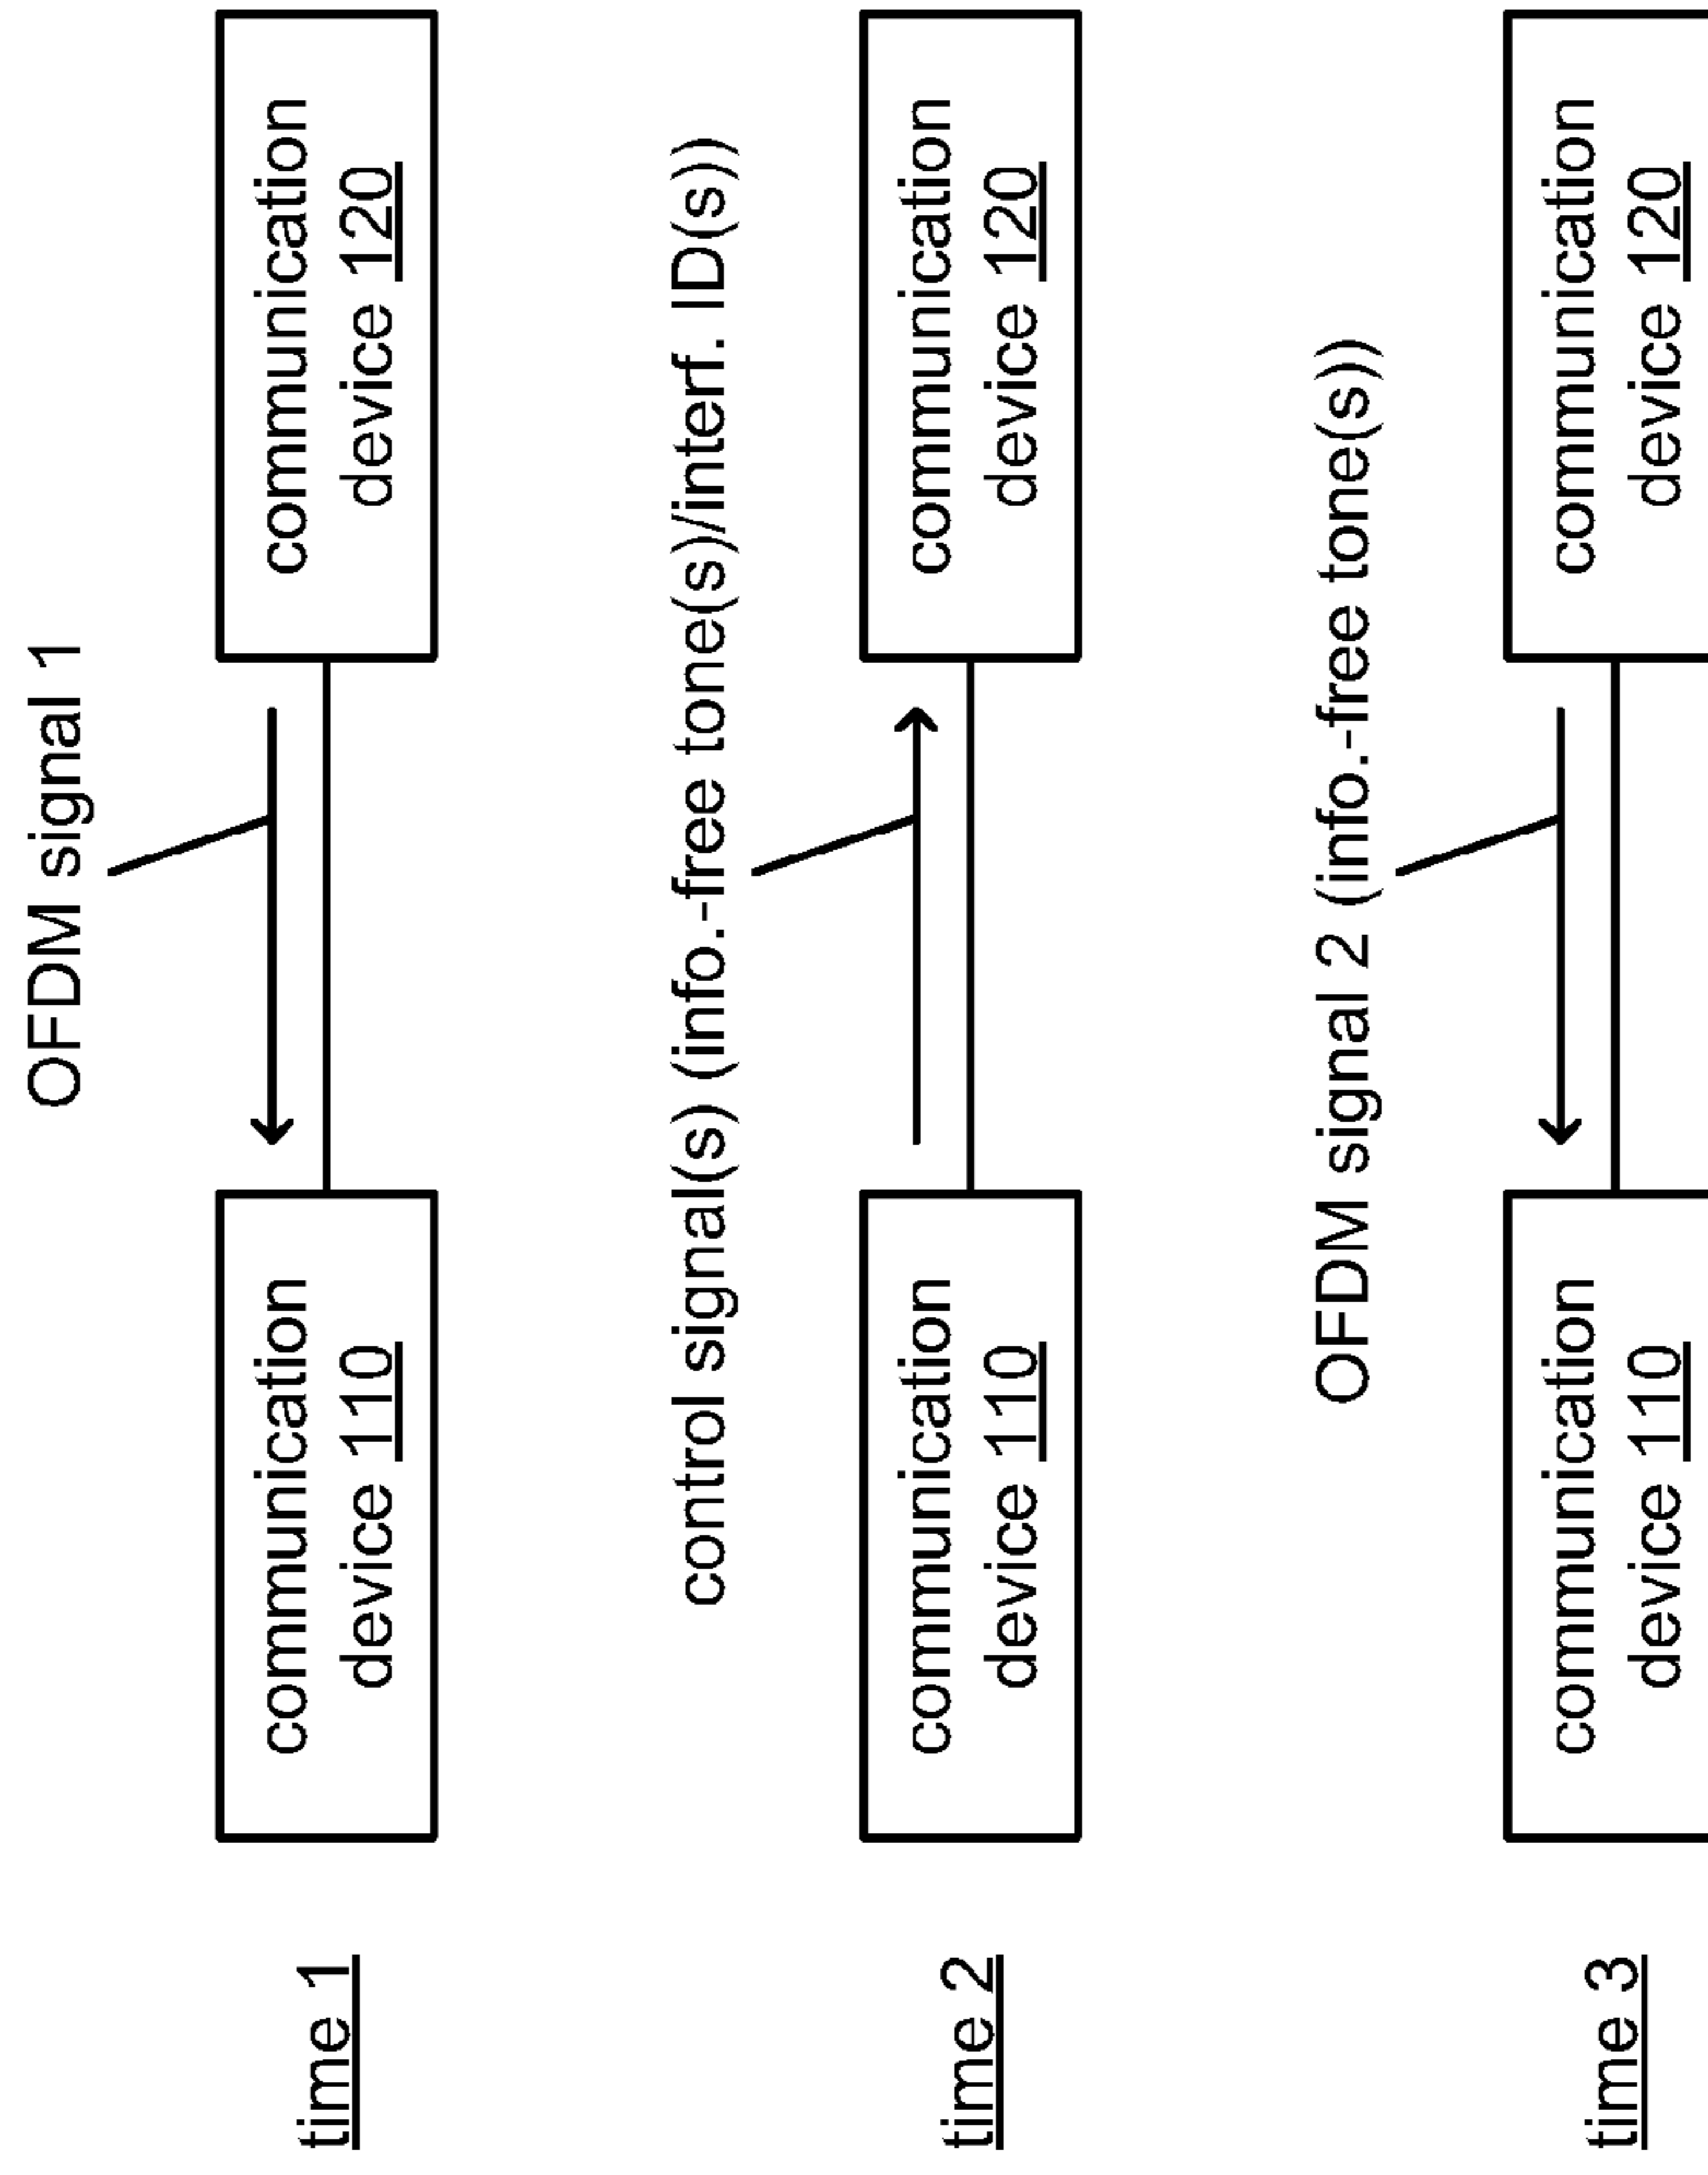 OFDM signal 1
time 1
communication
device 110
communication
device 120
control signal(s) (info.-free tone(s)/interf. ID(s))
time 2
communication
device 110
communication
device 120
OFDM signal 2 (info.-free tone(s))
time 3
communication
device 110
communication
device 120